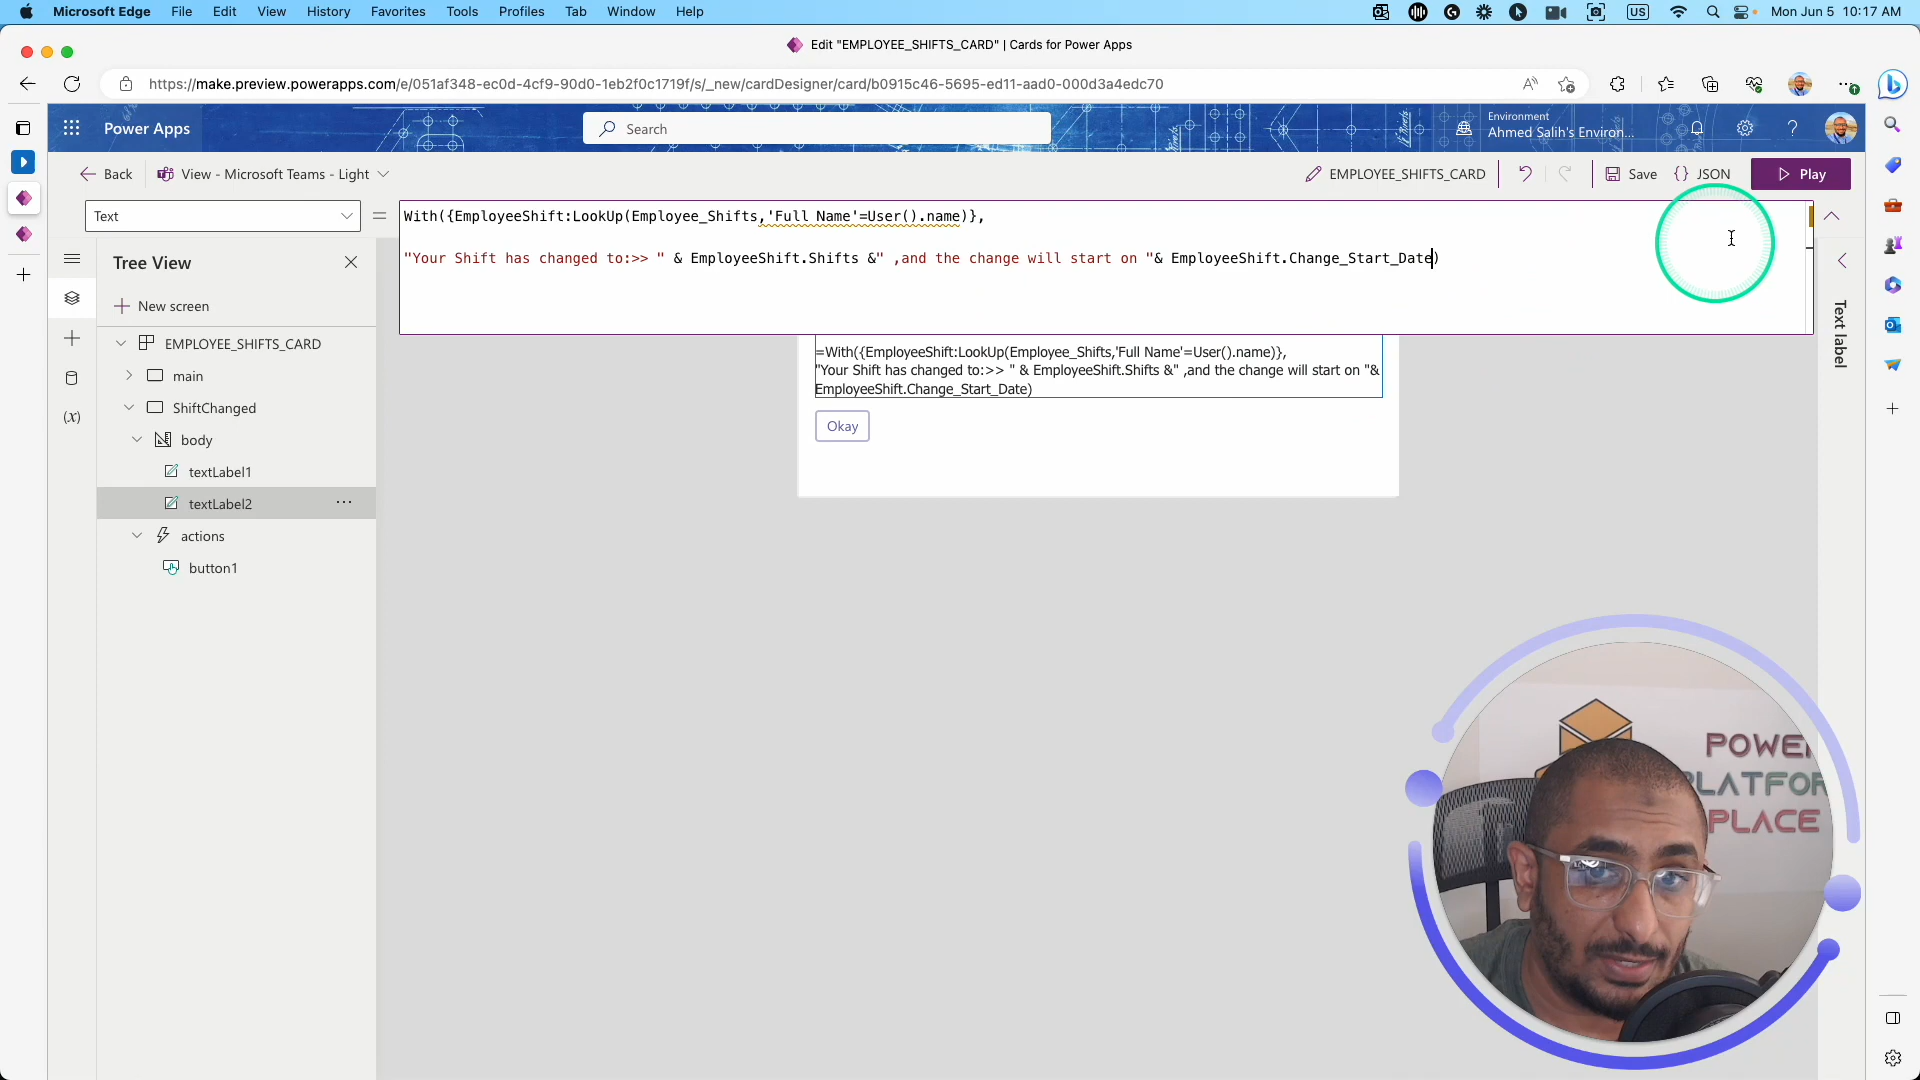 Microsoft Edge File Edit View History Favorites Tools Profiles Tab Window Help
US
Mon Jun 5 10:17 AM
Edit "EMPLOYEE_SHIFTS_CARD" | Cards for Power Apps
https://make.preview.powerapps.com/e/051af348-ec0d-4cf9-90d0-1eb2f0c1719f/s/_new/cardDesigner/card/b0915c46-5695-ed11-aad0-000d3a4edc70
Power Apps
Search
Environment
Ahmed Salih's Environ...
Back
View - Microsoft Teams - Light
EMPLOYEE_SHIFTS_CARD
Save
{} JSON
Play
Text
=
With({EmployeeShift:LookUp(Employee_Shifts,'Full Name'=User().name)},
"Your Shift has changed to:>> " & EmployeeShift.Shifts &" ,and the change will start on "& EmployeeShift.Change_Start_Date)
Tree View
New screen
EMPLOYEE_SHIFTS_CARD
main
ShiftChanged
body
textLabel1
textLabel2
actions
button1
(x)
=With({EmployeeShift:LookUp(Employee_Shifts,'Full Name'=User().name)},
"Your Shift has changed to:>> " & EmployeeShift.Shifts &" ,and the change will start on "&
EmployeeShift.Change_Start_Date)
Okay
Text label
POWER
PLATFOR
PLACE